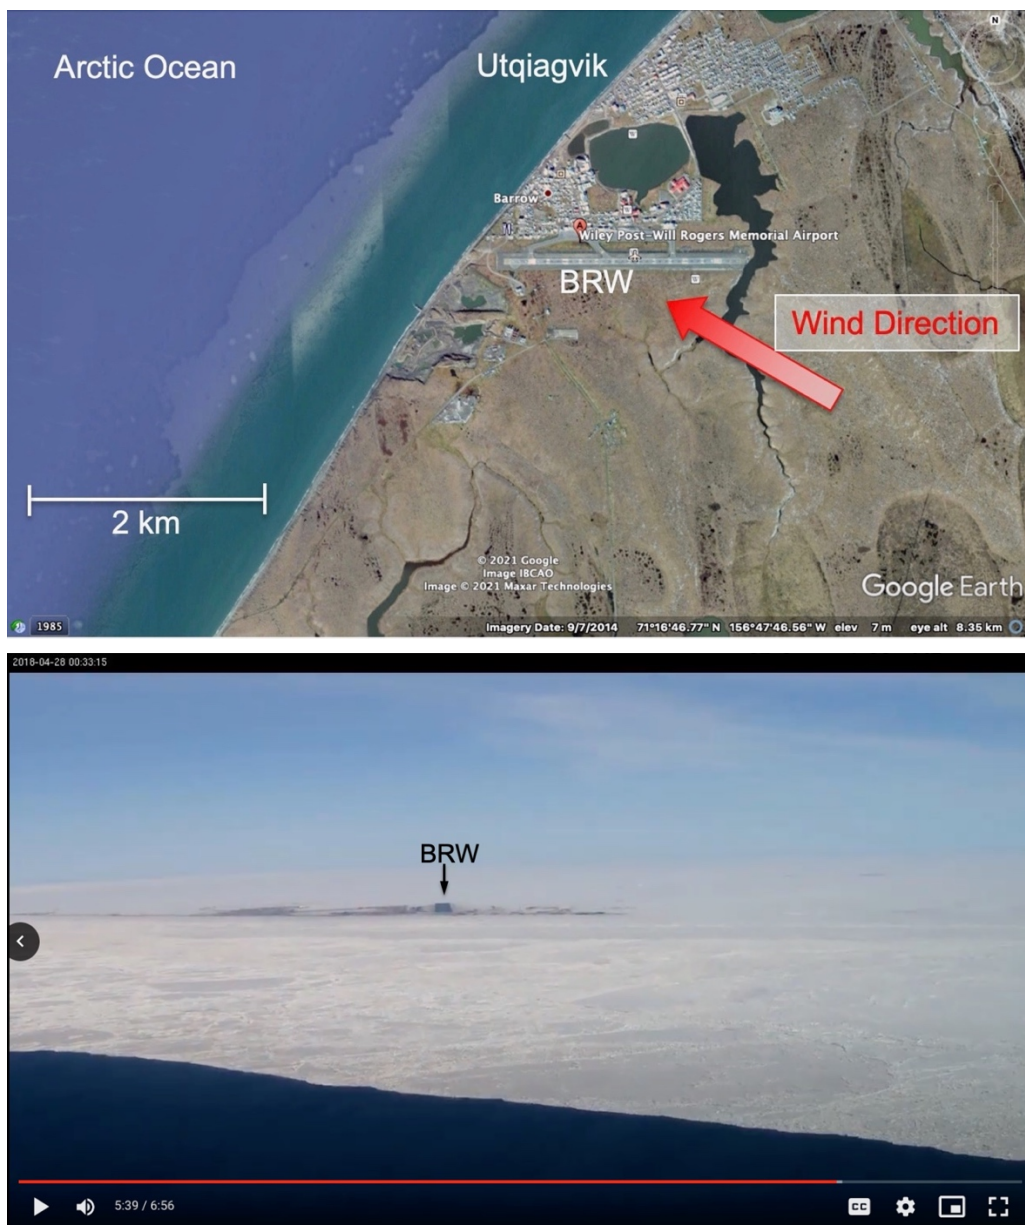 Arctic Ocean
Utqiagvik
N
Barrow
A
Wiley Post-Will Rogers Memorial Airport
BRW
Wind Direction
2 km
© 2021 Google
Image IBCAO
Image © 2021 Maxar Technologies
Google Earth
1985
Imagery Date: 9/7/2014 71°16'46.77" N 156°47'46.56" W elev 7 m eye alt 8.35 km
2018-04-28 00:33:15
BRW
5:39 / 6:56
CC